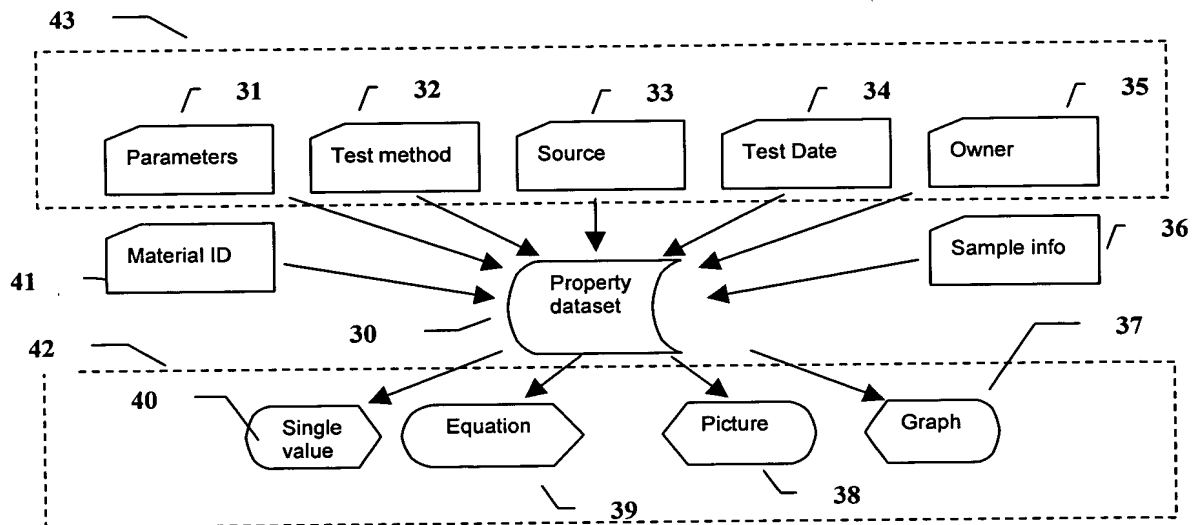 43
31
32
33
34
35
Parameters
Test method
Source
Test Date
Owner
Material ID
Sample info
36
41
Property
dataset
30
37
42
40
Single
value
Equation
Picture
Graph
39
38